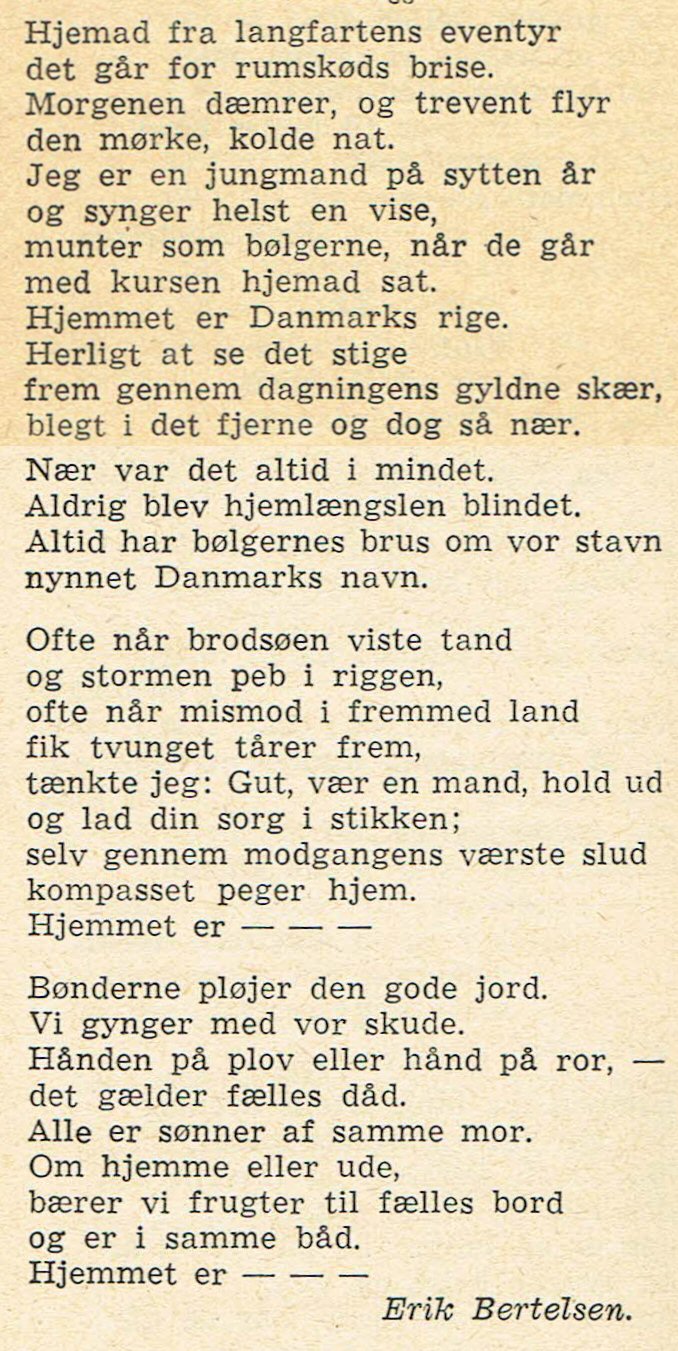 Hjemad fra langfartens eventyr
det går for rumskøds brise.
Morgenen dæmrer, og trevent flyr
den mørke, kolde nat.
Jeg er en jungmand på sytten år
og synger helst en vise,
munter som bølgerne, når de går
med kursen hjemad sat.
Hjemmet er Danmarks rige.
Herligt at se det stige
frem gennem dagningens gyldne skær,
blegt i det fjerne og dog så nær.
Nær var det altid i mindet.
Aldrig blev hjemlængslen blindet.
Altid har bølgernes brus om vor stavn
nynnet Danmarks navn.
Ofte når brodsøen viste tand
og stormen peb i riggen,
ofte når mismod i fremmed land
fik tvunget tårer frem,
tænkte jeg: Gut, vær en mand, hold ud
og lad din sorg i stikken;
selv gennem modgangens værste slud
kompasset peger hjem.
Hjemmet er — — —
Bønderne pløjer den gode jord.
Vi gynger med vor skude.
Hånden på plov eller hånd på ror, —
det gælder fælles dåd.
Alle er sønner af samme mor.
Om hjemme eller ude,
bærer vi frugter til fælles bord
og er i samme båd.
Hjemmet er — — —
Erik Bertelsen.